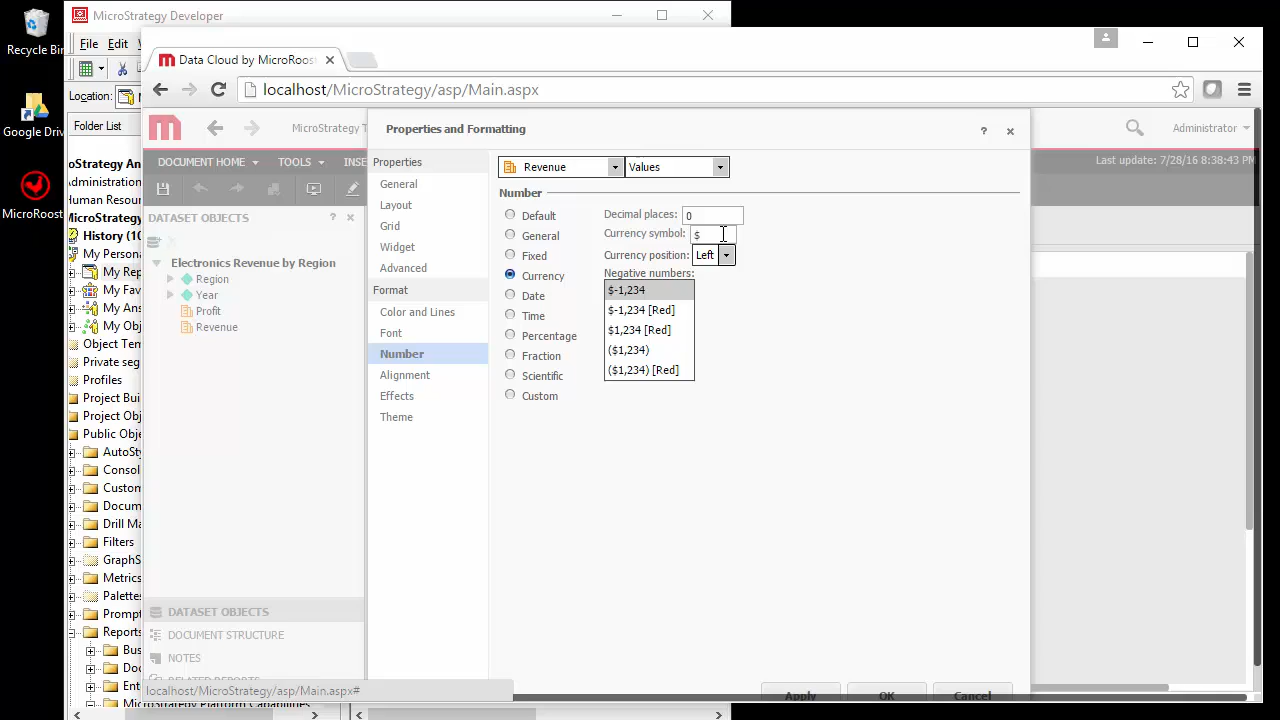 Recycle Bin
Google Driv
MicroRoost
MicroStrategy Developer
File Edit
Location:
Folder List
oStrategy An
Administration
Human Resour
MicroStrategy
History (10
My Persona
My Rep
My Fav
My Ans
My Obj
Object Tem
Private seg
Profiles
Project Bui
Project Obj
Public Obje
AutoSty
Consol
Custom
Docum
Drill Ma
Filters
GraphS
Metrics
Palettes
Prompt
Reports
Bus
Doc
Ent
MicroStrategy Platform Capabilities
Data Cloud by MicroRoost
localhost/MicroStrategy/asp/Main.aspx
MicroStrategy T
Administrator
DOCUMENT HOME TOOLS INSE
Last update: 7/28/16 8:38:43 PM
DATASET OBJECTS ?
Electronics Revenue by Region
Region
Year
Profit
Revenue
DATASET OBJECTS
DOCUMENT STRUCTURE
NOTES
RELATED REPORTS
localhost/MicroStrategy/asp/Main.aspx#
Properties and Formatting
?
Properties
General
Layout
Grid
Widget
Advanced
Format
Color and Lines
Font
Number
Alignment
Effects
Theme
Revenue Values
Number
Default
General
Fixed
Currency
Date
Time
Percentage
Fraction
Scientific
Custom
Decimal places: 0
Currency symbol: $
Currency position: Left
Negative numbers:
$-1,234
$-1,234 [Red]
$1,234 [Red]
($1,234)
($1,234) [Red]
Apply OK Cancel